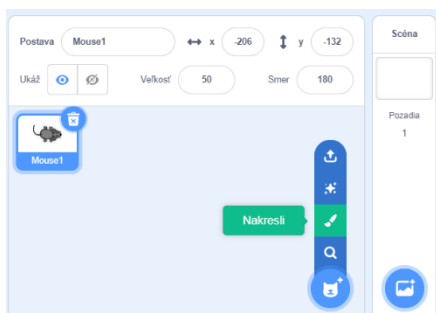 Postava Mouse1 x -206 y -132 Scéna
Ukáž Veľkosť 50 Smer 180
Pozadia
1
Mouse1
Nakresli